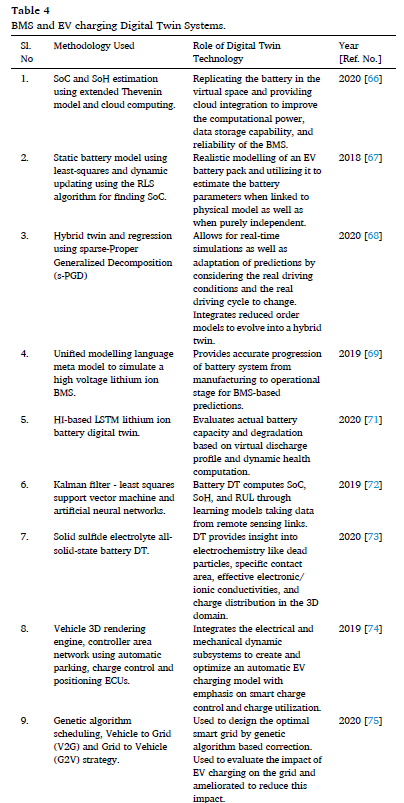 Table 4
BMS and EV charging Digital Twin Systems.
Sl. Methodology Used Role of Digital Twin Year
No Technology [Ref. No.]
1. SoC and SoH estimation Replicating the battery in the 2020 [66]
using extended Thevenin virtual space and providing
model and cloud computing. cloud integration to improve
the computational power,
data storage capability, and
reliability of the BMS.
2. Static battery model using Realistic modelling of an EV 2018 [67]
least-squares and dynamic battery pack and utilizing it to
updating using the RLS estimate the battery
algorithm for finding SoC. parameters when linked to
physical model as well as
when purely independent.
3. Hybrid twin and regression Allows for real-time 2020 [68]
using sparse-Proper simulations as well as
Generalized Decomposition adaptation of predictions by
(s-PGD) considering the real driving
conditions and the real
driving cycle to change.
Integrates reduced order
models to evolve into a hybrid
twin.
4. Unified modelling language Provides accurate progression 2019 [69]
meta model to simulate a of battery system from
high voltage lithium ion manufacturing to operational
BMS. stage for BMS-based
predictions.
5. HI-based LSTM lithium ion Evaluates actual battery 2020 [71]
battery digital twin. capacity and degradation
based on virtual discharge
profile and dynamic health
computation.
6. Kalman filter - least squares Battery DT computes SoC, 2019 [72]
support vector machine and SoH, and RUL through
artificial neural networks. learning models taking data
from remote sensing links.
7. Solid sulfide electrolyte all- DT provides insight into 2020 [73]
solid-state battery DT. electrochemistry like dead
particles, specific contact
area, effective electronic/
ionic conductivities, and
charge distribution in the 3D
domain.
8. Vehicle 3D rendering Integrates the electrical and 2019 [74]
engine, controller area mechanical dynamic
network using automatic subsystems to create and
parking, charge control and optimize an automatic EV
positioning ECUs. charging model with
emphasis on smart charge
control and charge utilization.
9. Genetic algorithm Used to design the optimal 2020 [75]
scheduling, Vehicle to Grid smart grid by genetic
(V2G) and Grid to Vehicle algorithm based correction.
(G2V) strategy. Used to evaluate the impact of
EV charging on the grid and
ameliorated to reduce this
impact.